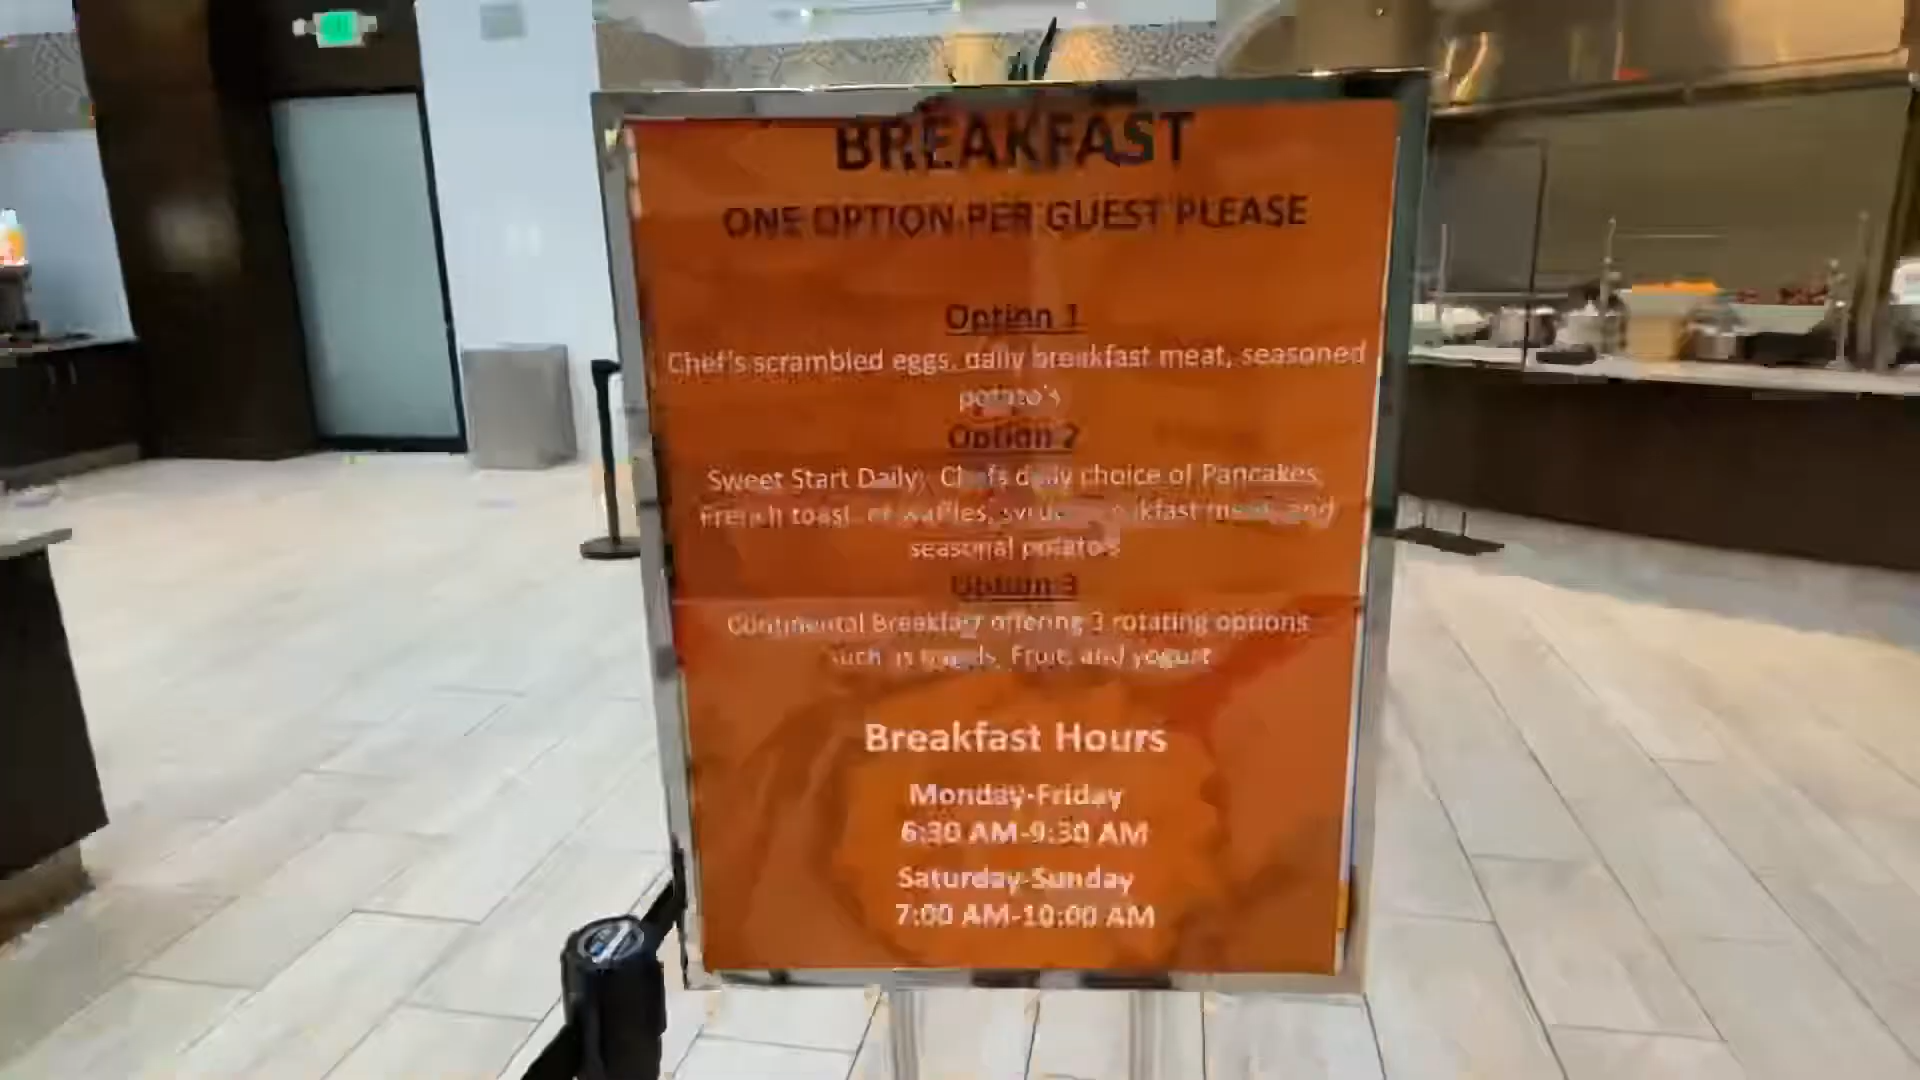 BREAKFAST
ONE OPTION PER GUEST PLEASE
Option 1
Chef's scrambled eggs, daily breakfast meat, seasoned
potato's
Option 2
Sweet Start Daily: Chefs daily choice of Pancakes,
French toast, or waffles, syrup, breakfast meat, and
seasonal potato's
Option 3
Continental Breakfast offering 3 rotating options
such as Fruit, and yogurt
Breakfast Hours
Monday-Friday
6:30 AM-9:30 AM
Saturday-Sunday
7:00 AM-10:00 AM